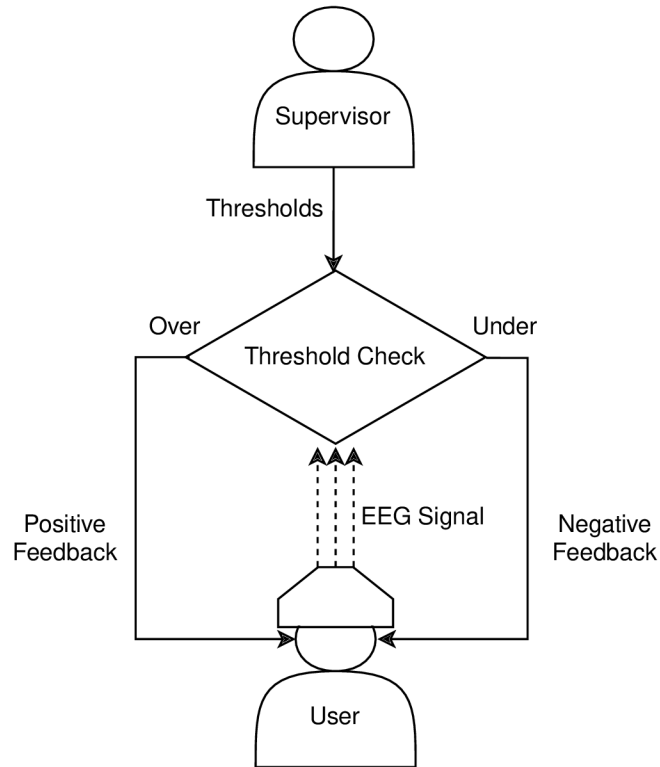 Supervisor
Thresholds
Over
Under
Threshold Check
EEG Signal
Positive
Feedback
Negative
Feedback
User